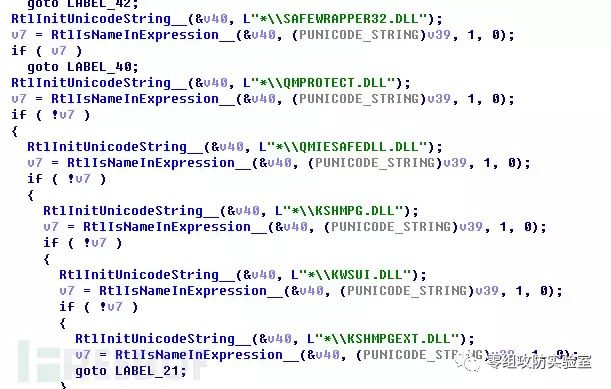 goto LABEL_42;
RtlInitUnicodeString__(&v40, L"*\\SAFEWRAPPER32.DLL");
v7 = RtlIsNameInExpression__(&v40, (PUNICODE_STRING)v39, 1, 0);
if ( v7 )
goto LABEL_40;
RtlInitUnicodeString__(&v40, L"*\\QMPROTECT.DLL");
v7 = RtlIsNameInExpression__(&v40, (PUNICODE_STRING)v39, 1, 0);
if ( !v7 )
{
RtlInitUnicodeString__(&v40, L"*\\QMIESAFEDLL.DLL");
v7 = RtlIsNameInExpression__(&v40, (PUNICODE_STRING)v39, 1, 0);
if ( !v7 )
{
RtlInitUnicodeString__(&v40, L"*\\KSHMPG.DLL");
v7 = RtlIsNameInExpression__(&v40, (PUNICODE_STRING)v39, 1, 0);
if ( !v7 )
{
RtlInitUnicodeString__(&v40, L"*\\KWSUI.DLL");
v7 = RtlIsNameInExpression__(&v40, (PUNICODE_STRING)v39, 1, 0);
if ( !v7 )
{
RtlInitUnicodeString__(&v40, L"*\\KSHMPGEXT.DLL");
v7 = RtlIsNameInExpression__(&v40, (PUNICODE_STRING)v39, 1, 0);
goto LABEL_21;
}
零组攻防实验室